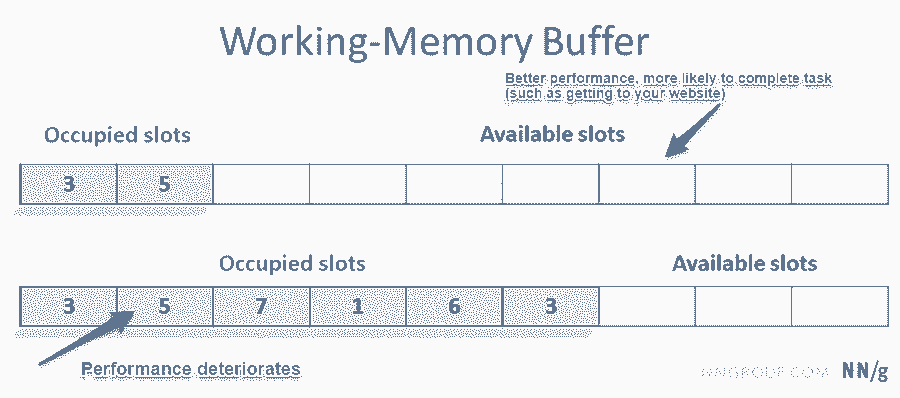 Working-Memory Buffer
Better performance, more likely to complete task
(such as getting to your website)
Occupied slots Available slots
3 5
Occupied slots Available slots
3 5 7 1 6 3
Performance deteriorates
NNGROUP.COM NN/g